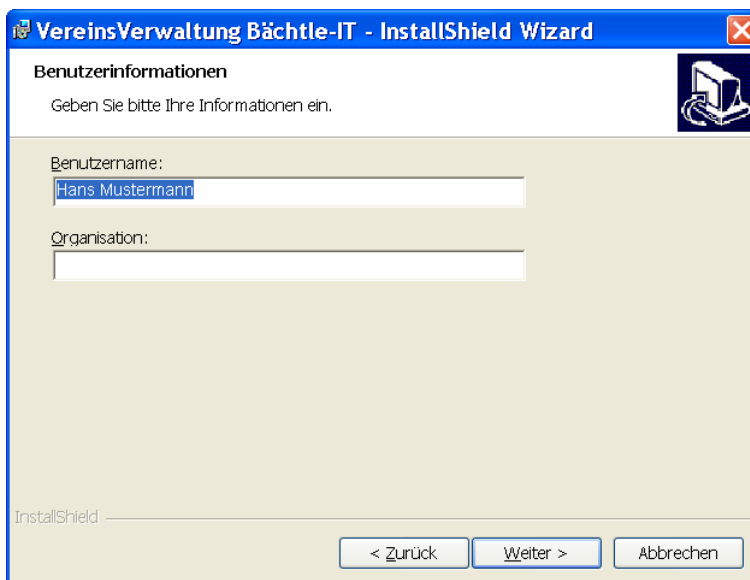 VereinsVerwaltung Bächtle-IT - InstallShield Wizard
Benutzerinformationen
Geben Sie bitte Ihre Informationen ein.
Benutzername:
Hans Mustermann
Organisation:
InstallShield
< Zurück Weiter > Abbrechen